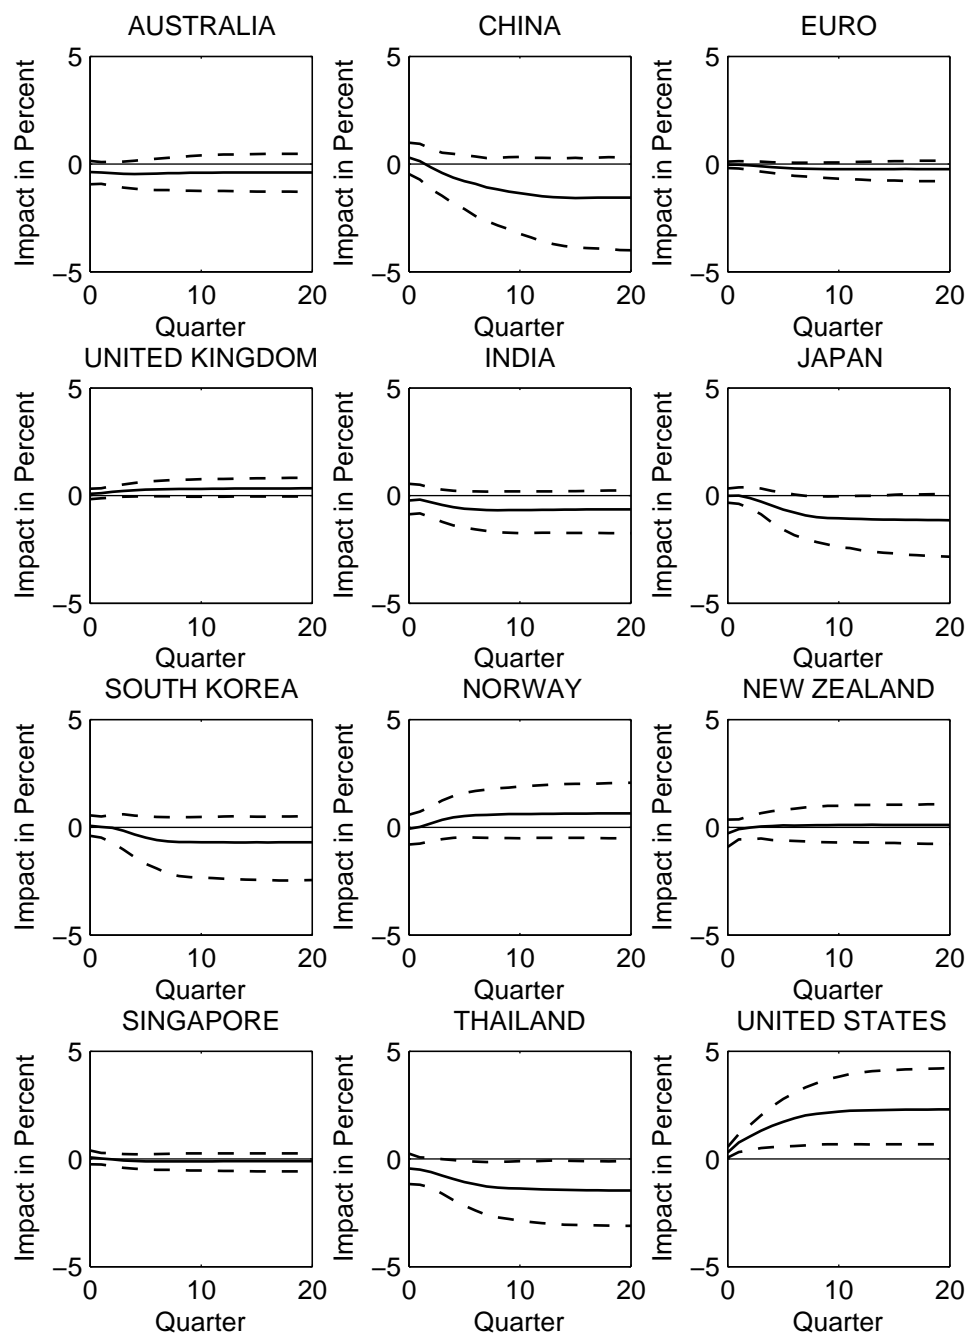 AUSTRALIA
Impact in Percent
5
0
−5
0 10 20
Quarter
CHINA
Impact in Percent
5
0
−5
0 10 20
Quarter
EURO
Impact in Percent
5
0
−5
0 10 20
Quarter
UNITED KINGDOM
Impact in Percent
5
0
−5
0 10 20
Quarter
INDIA
Impact in Percent
5
0
−5
0 10 20
Quarter
JAPAN
Impact in Percent
5
0
−5
0 10 20
Quarter
SOUTH KOREA
Impact in Percent
5
0
−5
0 10 20
Quarter
NORWAY
Impact in Percent
5
0
−5
0 10 20
Quarter
NEW ZEALAND
Impact in Percent
5
0
−5
0 10 20
Quarter
SINGAPORE
Impact in Percent
5
0
−5
0 10 20
Quarter
THAILAND
Impact in Percent
5
0
−5
0 10 20
Quarter
UNITED STATES
Impact in Percent
5
0
−5
0 10 20
Quarter